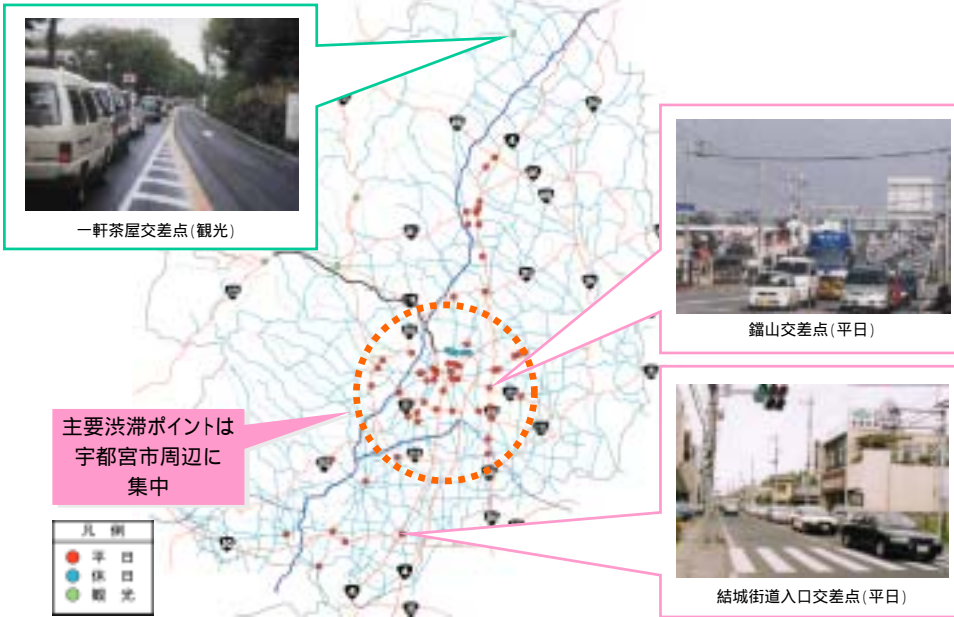 一軒茶屋交差点(観光)
鐺山交差点(平日)
主要渋滞ポイントは
宇都宮市周辺に
集中
凡 例
平 日
休 日
観 光
結城街道入口交差点(平日)